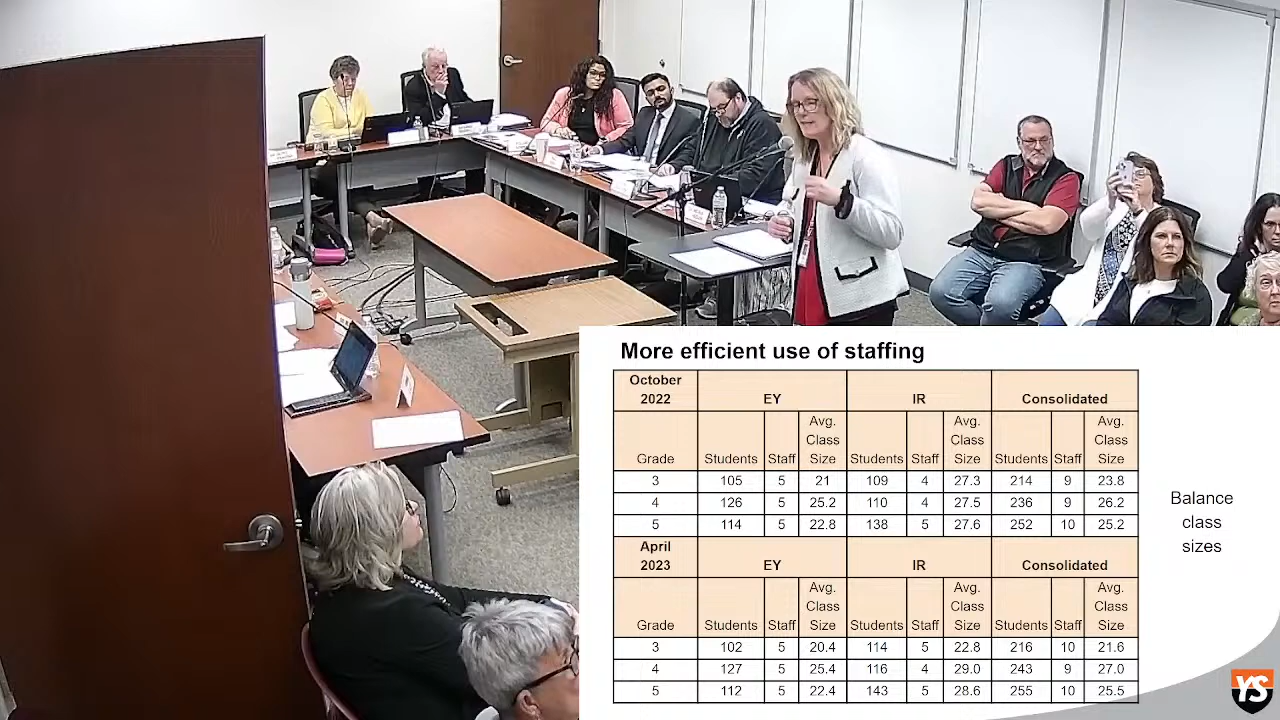 More efficient use of staffing
October 2022 EY IR Consolidated
Grade Students Staff Avg. Class Size Students Staff Avg. Class Size Students Staff Avg. Class Size
3 105 5 21 109 4 27.3 214 9 23.8
4 126 5 25.2 110 4 27.5 236 9 26.2
5 114 5 22.8 138 5 27.6 252 10 25.2
April 2023 EY IR Consolidated
Grade Students Staff Avg. Class Size Students Staff Avg. Class Size Students Staff Avg. Class Size
3 102 5 20.4 114 5 22.8 216 10 21.6
4 127 5 25.4 116 4 29.0 243 9 27.0
5 112 5 22.4 143 5 28.6 255 10 25.5
Balance
class
sizes
YS